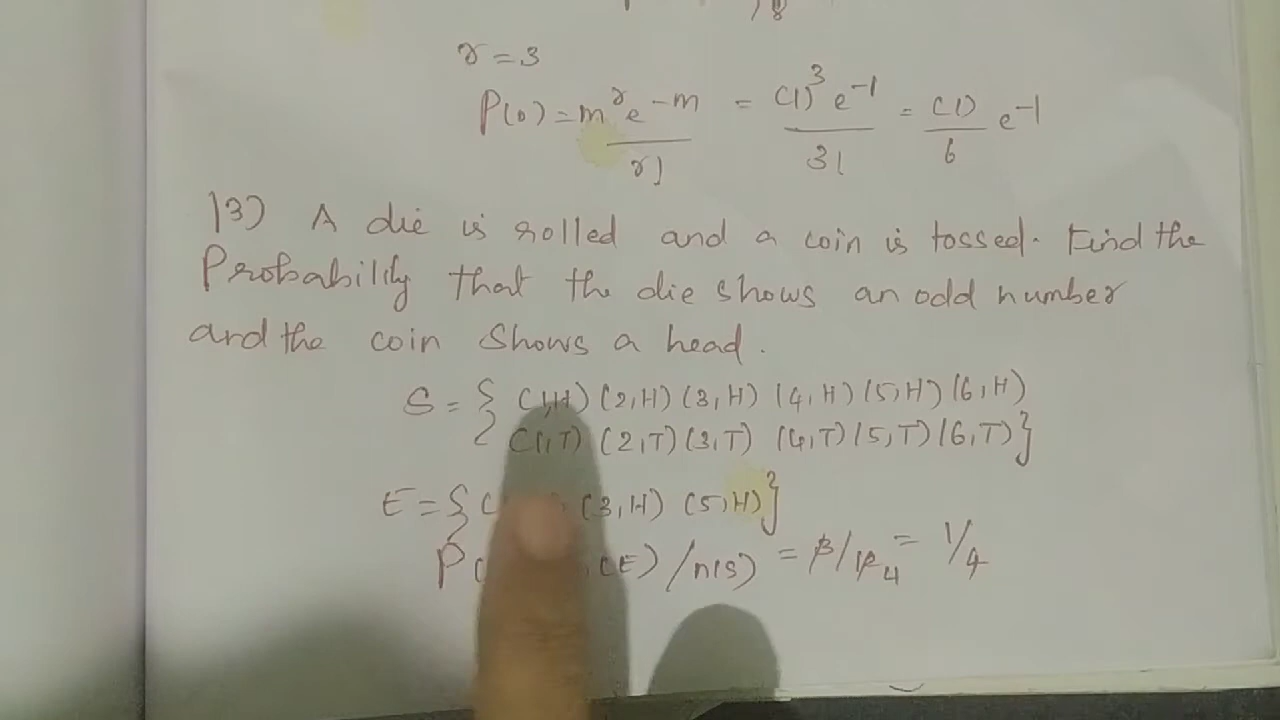 r = 3
P(0) = m^r e^-m / r! = (1)^3 e^-1 / 3! = (1)/6 e^-1
13) A die is rolled and a coin is tossed. Find the
Probability that the die shows an odd number
and the coin shows a head.
S = { (1,H) (2,H) (3,H) (4,H) (5,H) (6,H)
(1,T) (2,T) (3,T) (4,T) (5,T) (6,T) }
E = { ( (3,H) (5,H) }
P( (E) / n(S) = 3/12 4 = 1/4